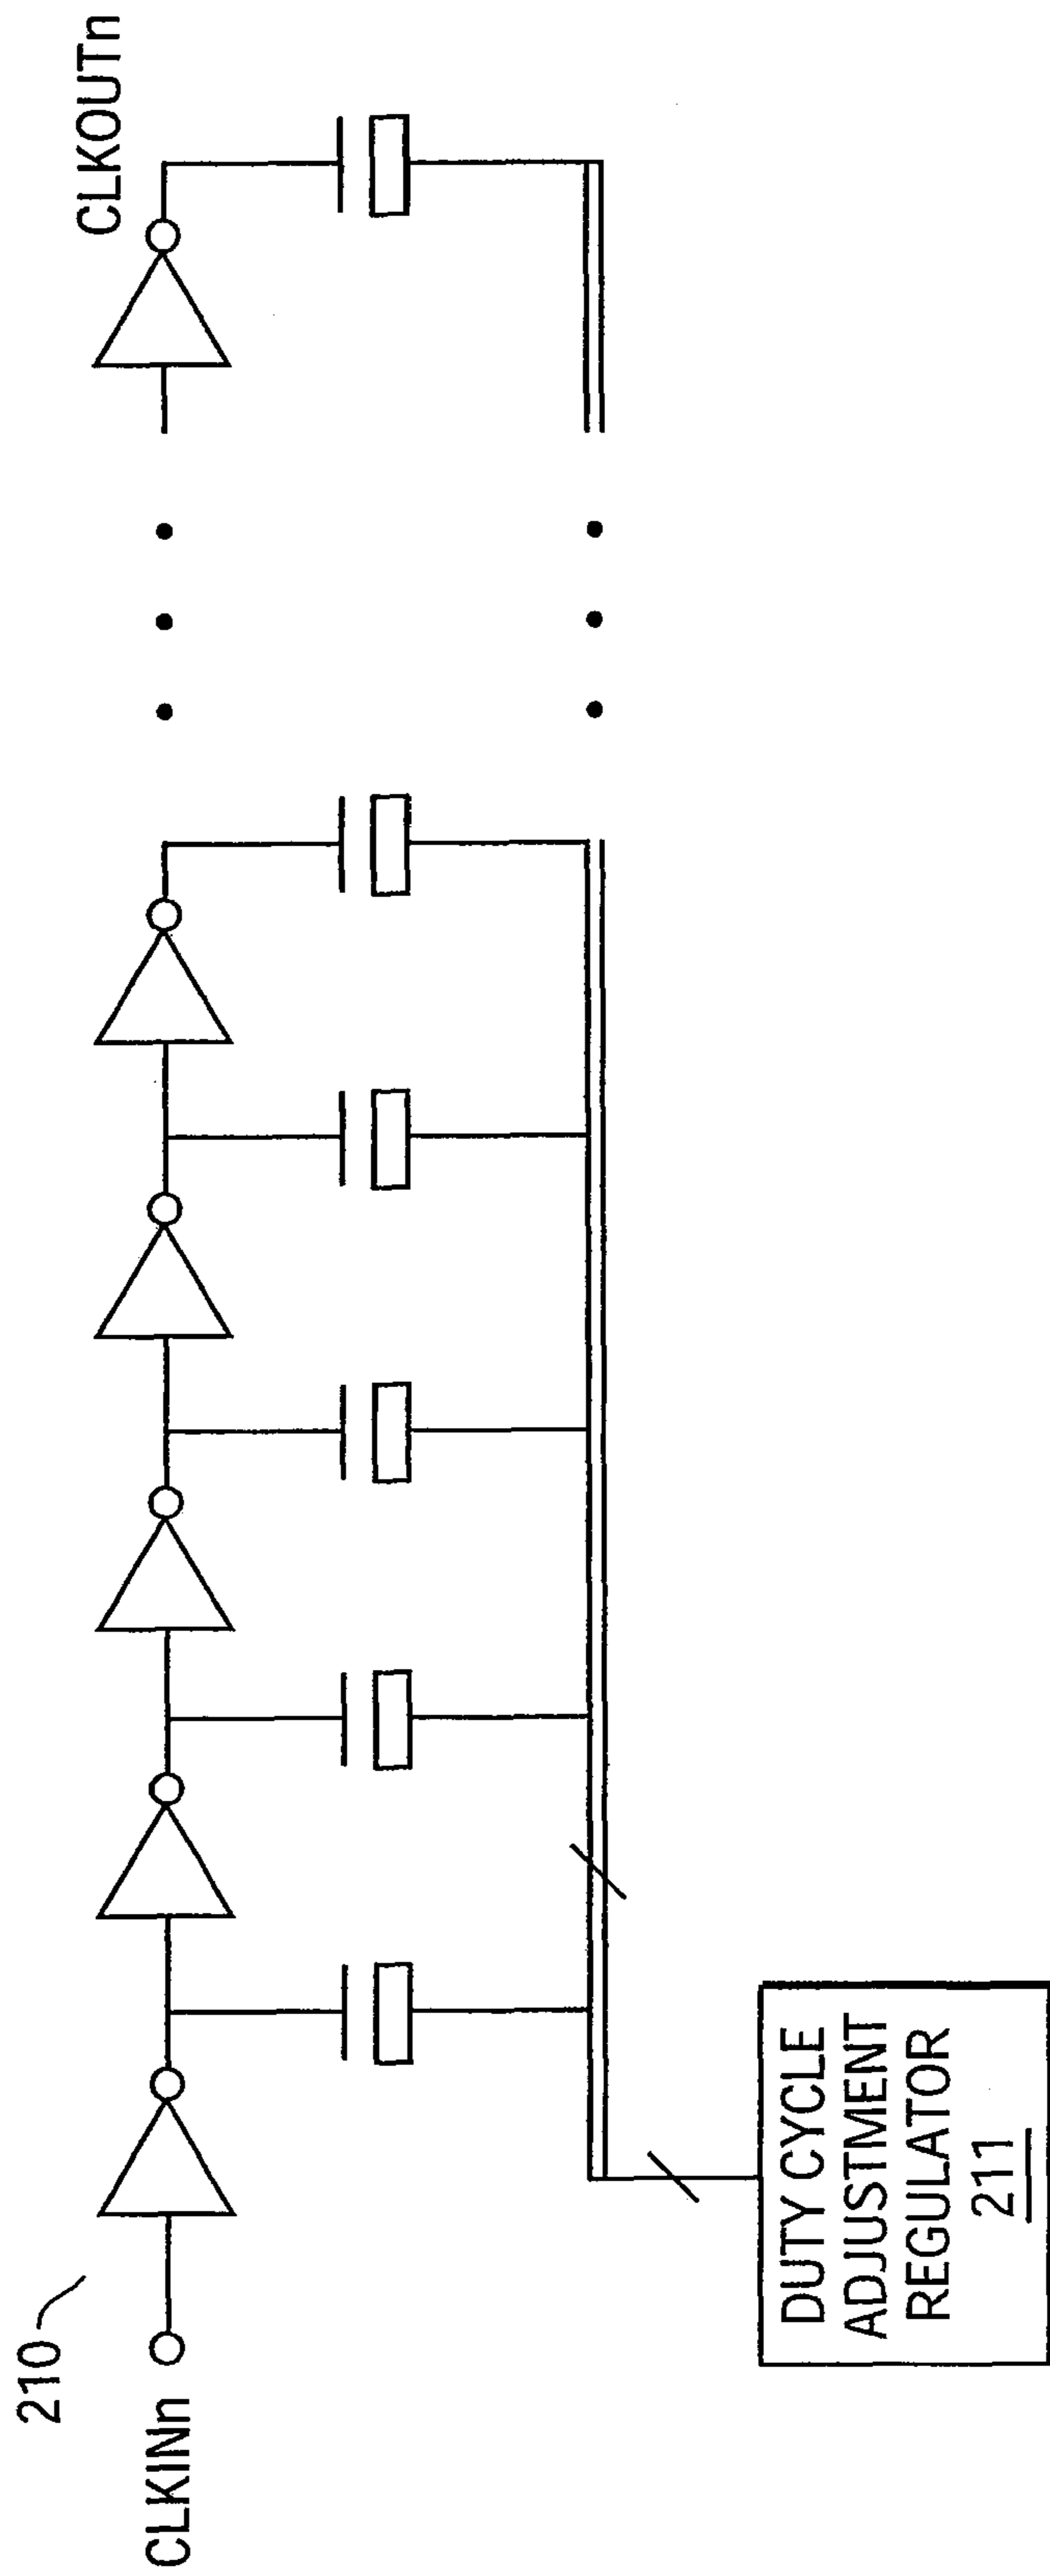 210
CLKINn
CLKOUTn
DUTY CYCLE
ADJUSTMENT
REGULATOR
211